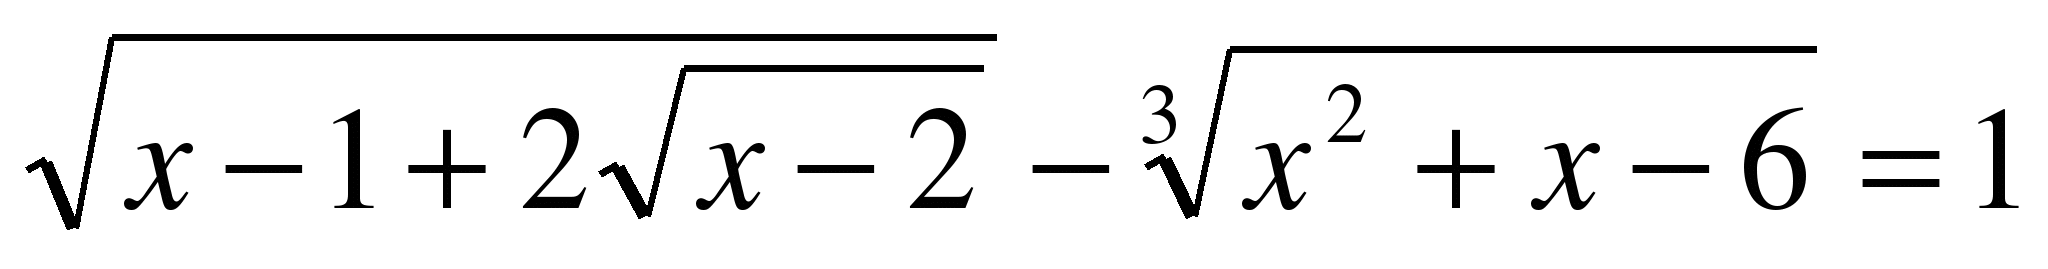 √(x − 1 + 2√(x − 2)) − ∛(x² + x − 6) = 1